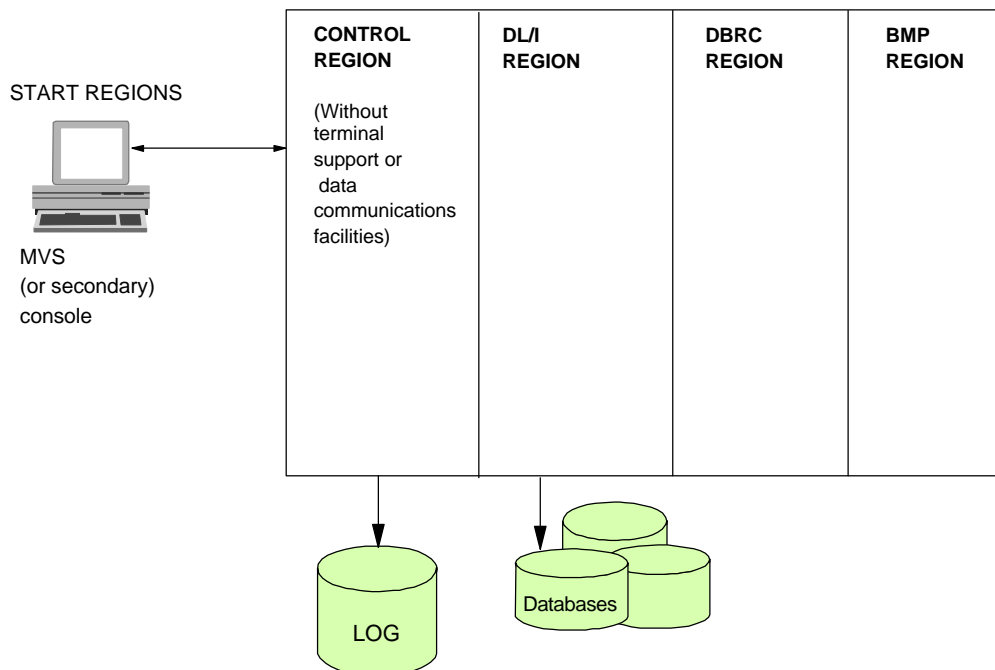 START REGIONS
MVS
(or secondary)
console
CONTROL
REGION
(Without
terminal
support or
data
communications
facilities)
DL/I
REGION
DBRC
REGION
BMP
REGION
LOG
Databases